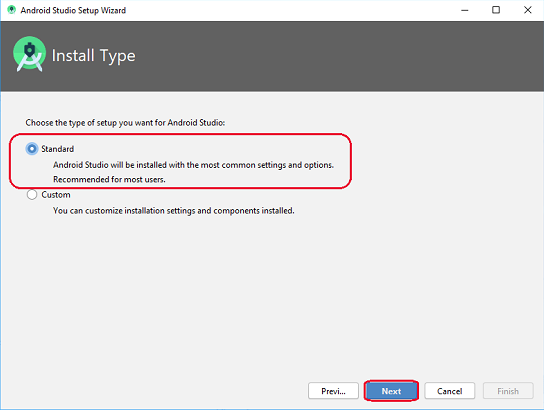 Android Studio Setup Wizard
Install Type
Choose the type of setup you want for Android Studio:
Standard
Android Studio will be installed with the most common settings and options.
Recommended for most users.
Custom
You can customize installation settings and components installed.
Previ... Next Cancel Finish